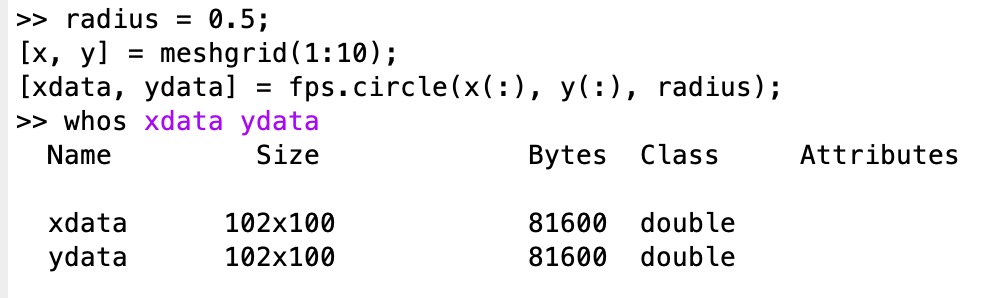 >> radius = 0.5;
[x, y] = meshgrid(1:10);
[xdata, ydata] = fps.circle(x(:), y(:), radius);
>> whos xdata ydata
Name Size Bytes Class Attributes
xdata 102x100 81600 double
ydata 102x100 81600 double